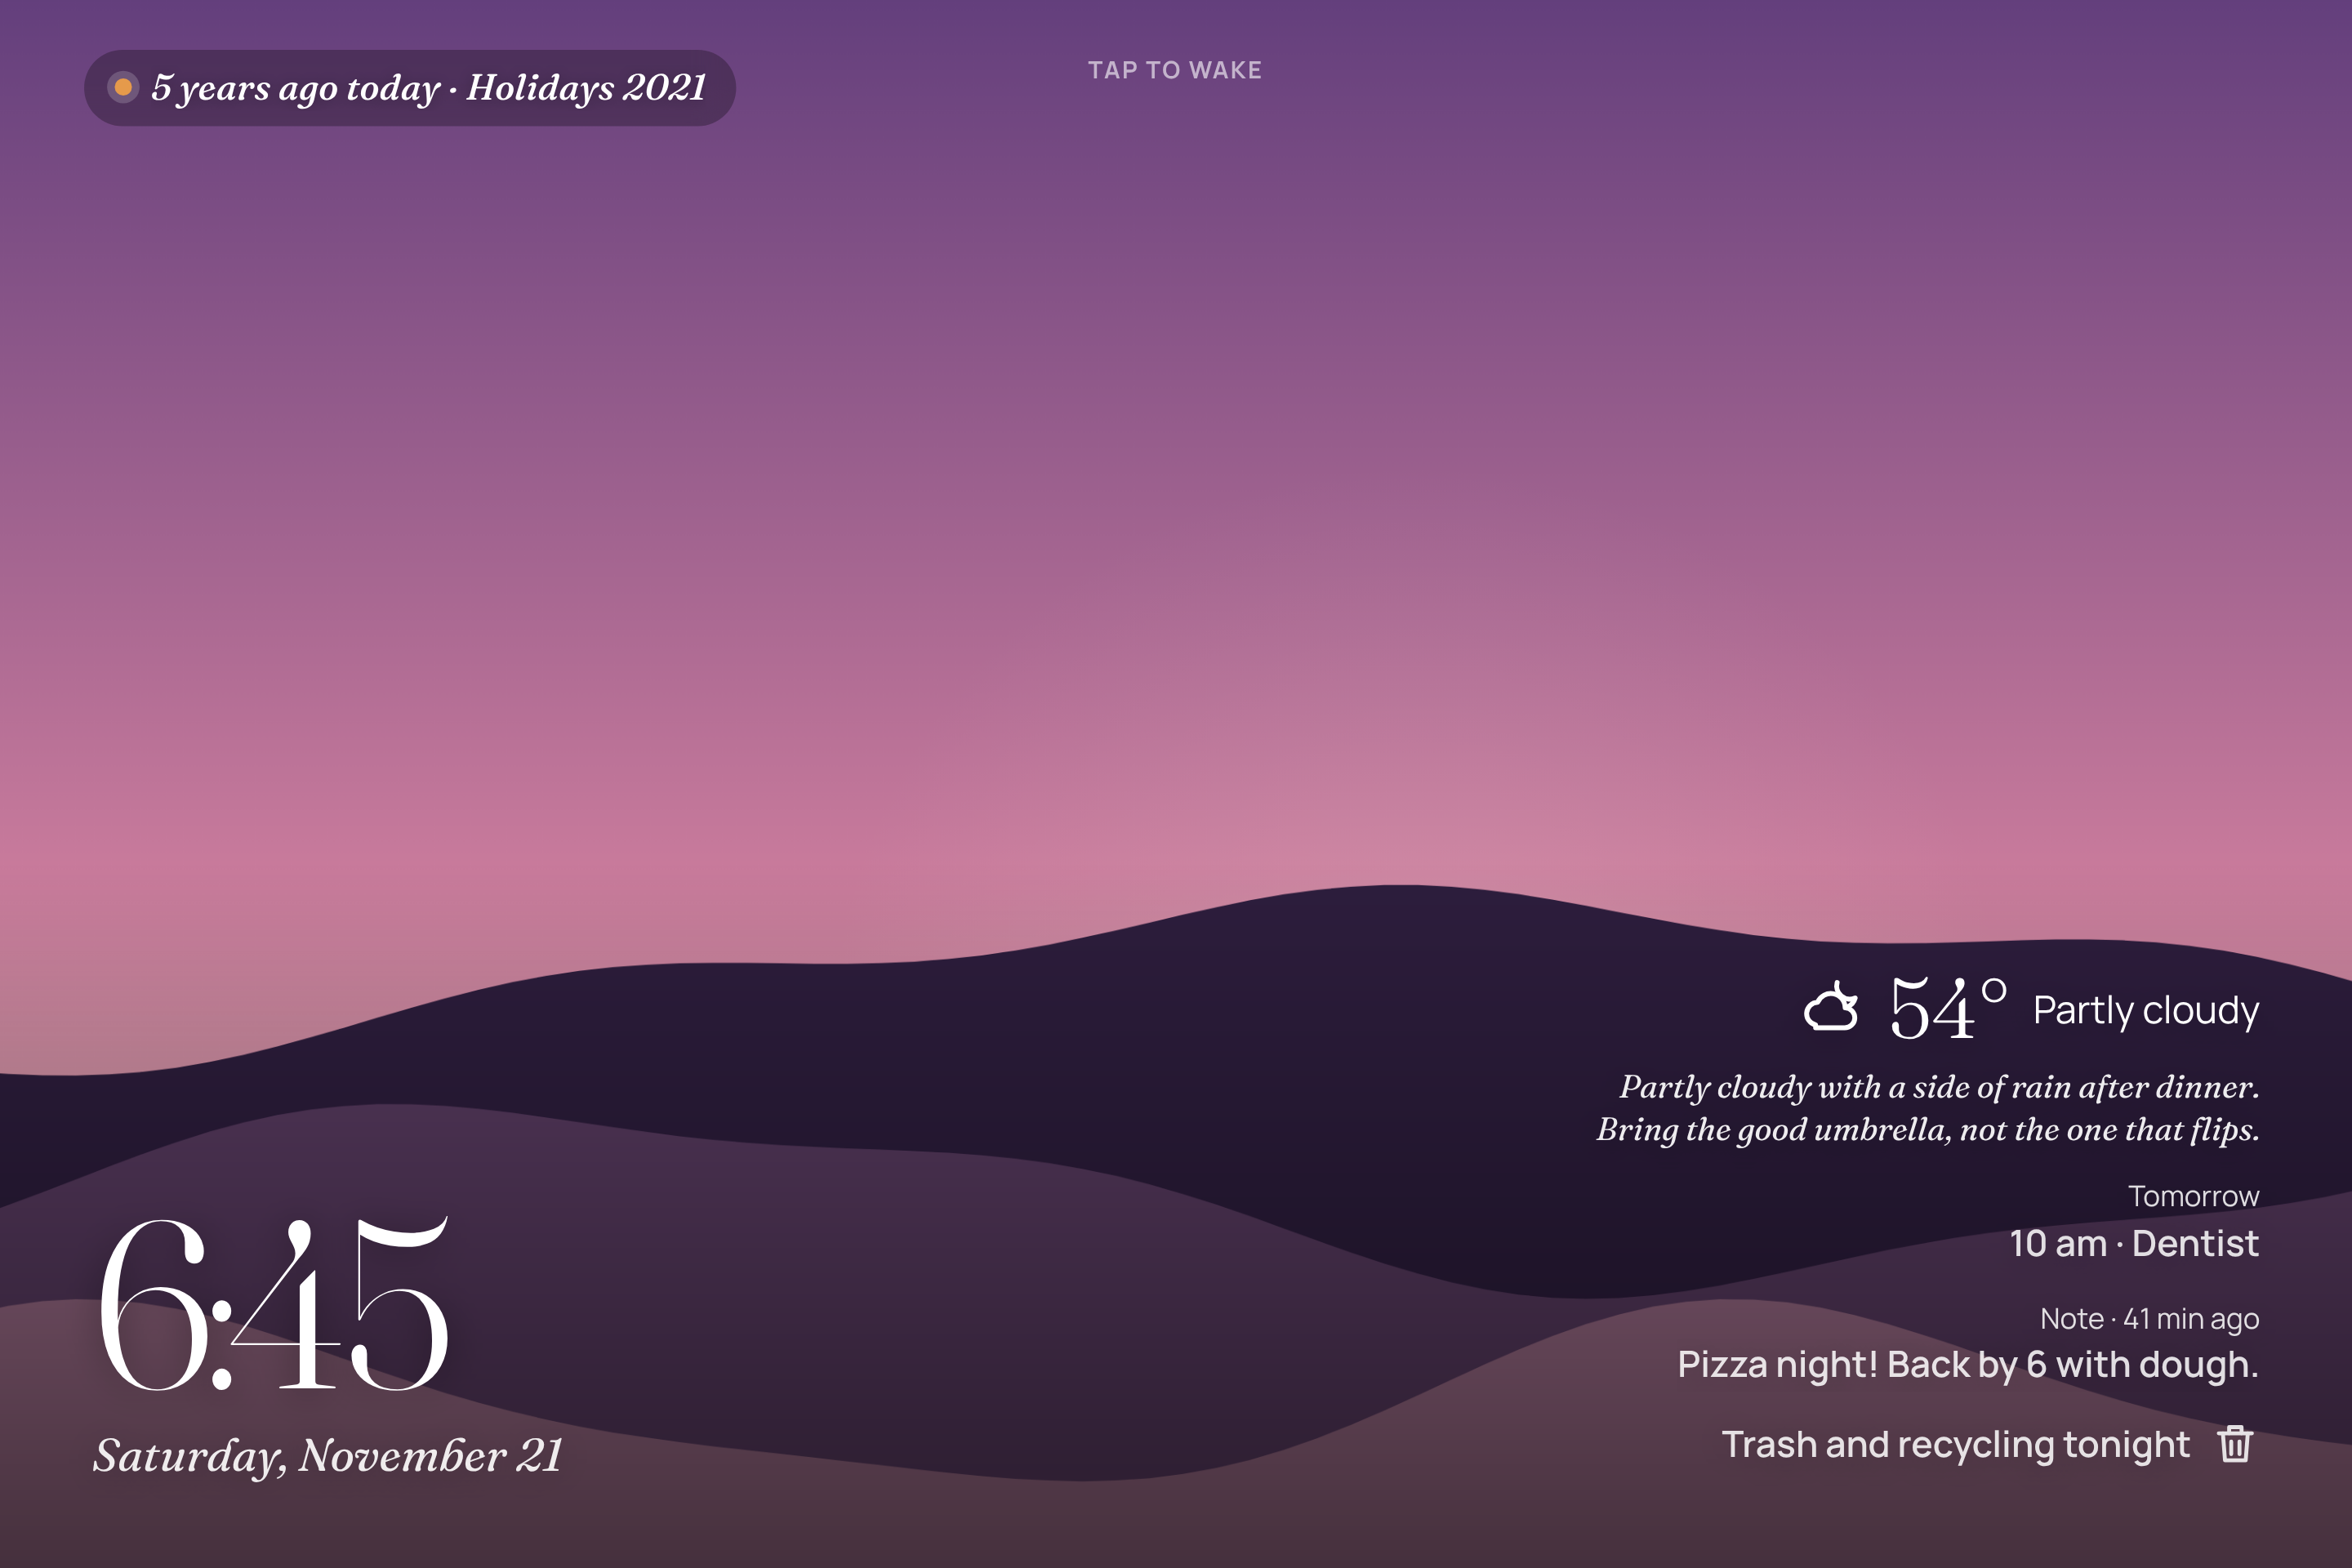 5 years ago today · Holidays 2021
TAP TO WAKE
54° Partly cloudy
Partly cloudy with a side of rain after dinner.
Bring the good umbrella, not the one that flips.
Tomorrow
10 am · Dentist
Note · 41 min ago
Pizza night! Back by 6 with dough.
Trash and recycling tonight
6:45
Saturday, November 21